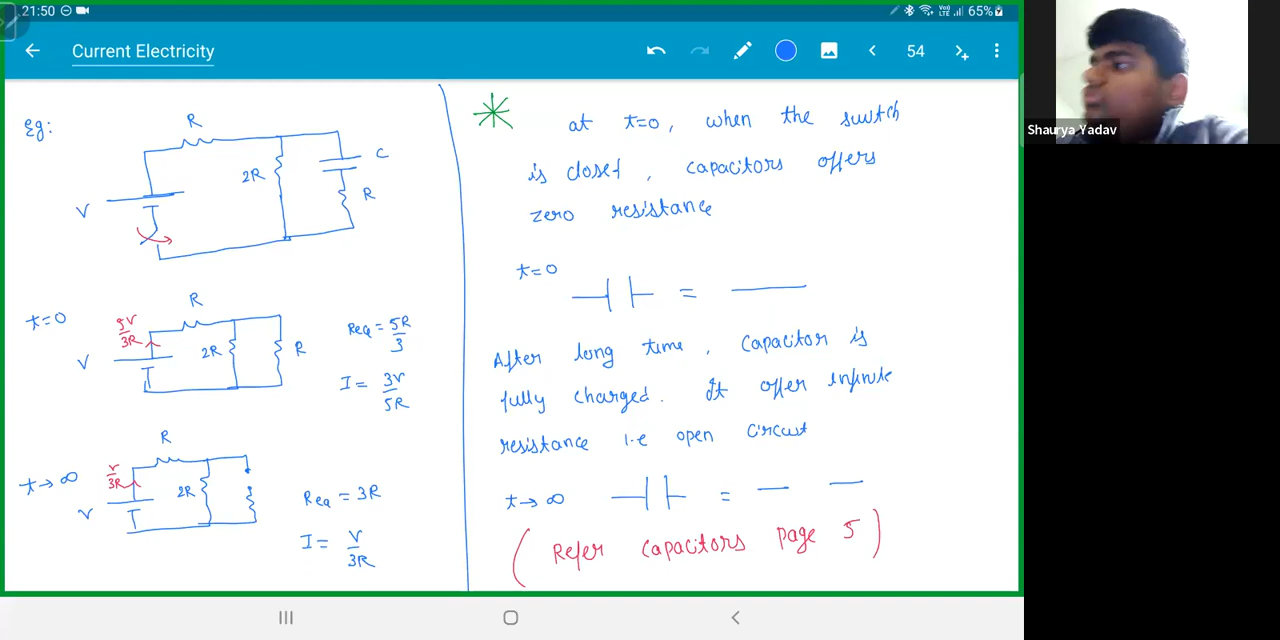 21:50
65%
Current Electricity
54
Shaurya Yadav
Eg:
R
2R
C
R
V
t=0
5V
3R
R
V
2R
R
Req = 5R
3
I = 3V
5R
t→∞
V
3R
R
V
2R
Req = 3R
I = V
3R
at t=0, when the switch
is closed, capacitors offers
zero resistance
t=0
=
After long time, capacitor is
fully charged. It offer infinite
resistance i.e open circuit
t→∞
=
(Refer capacitors page 5)